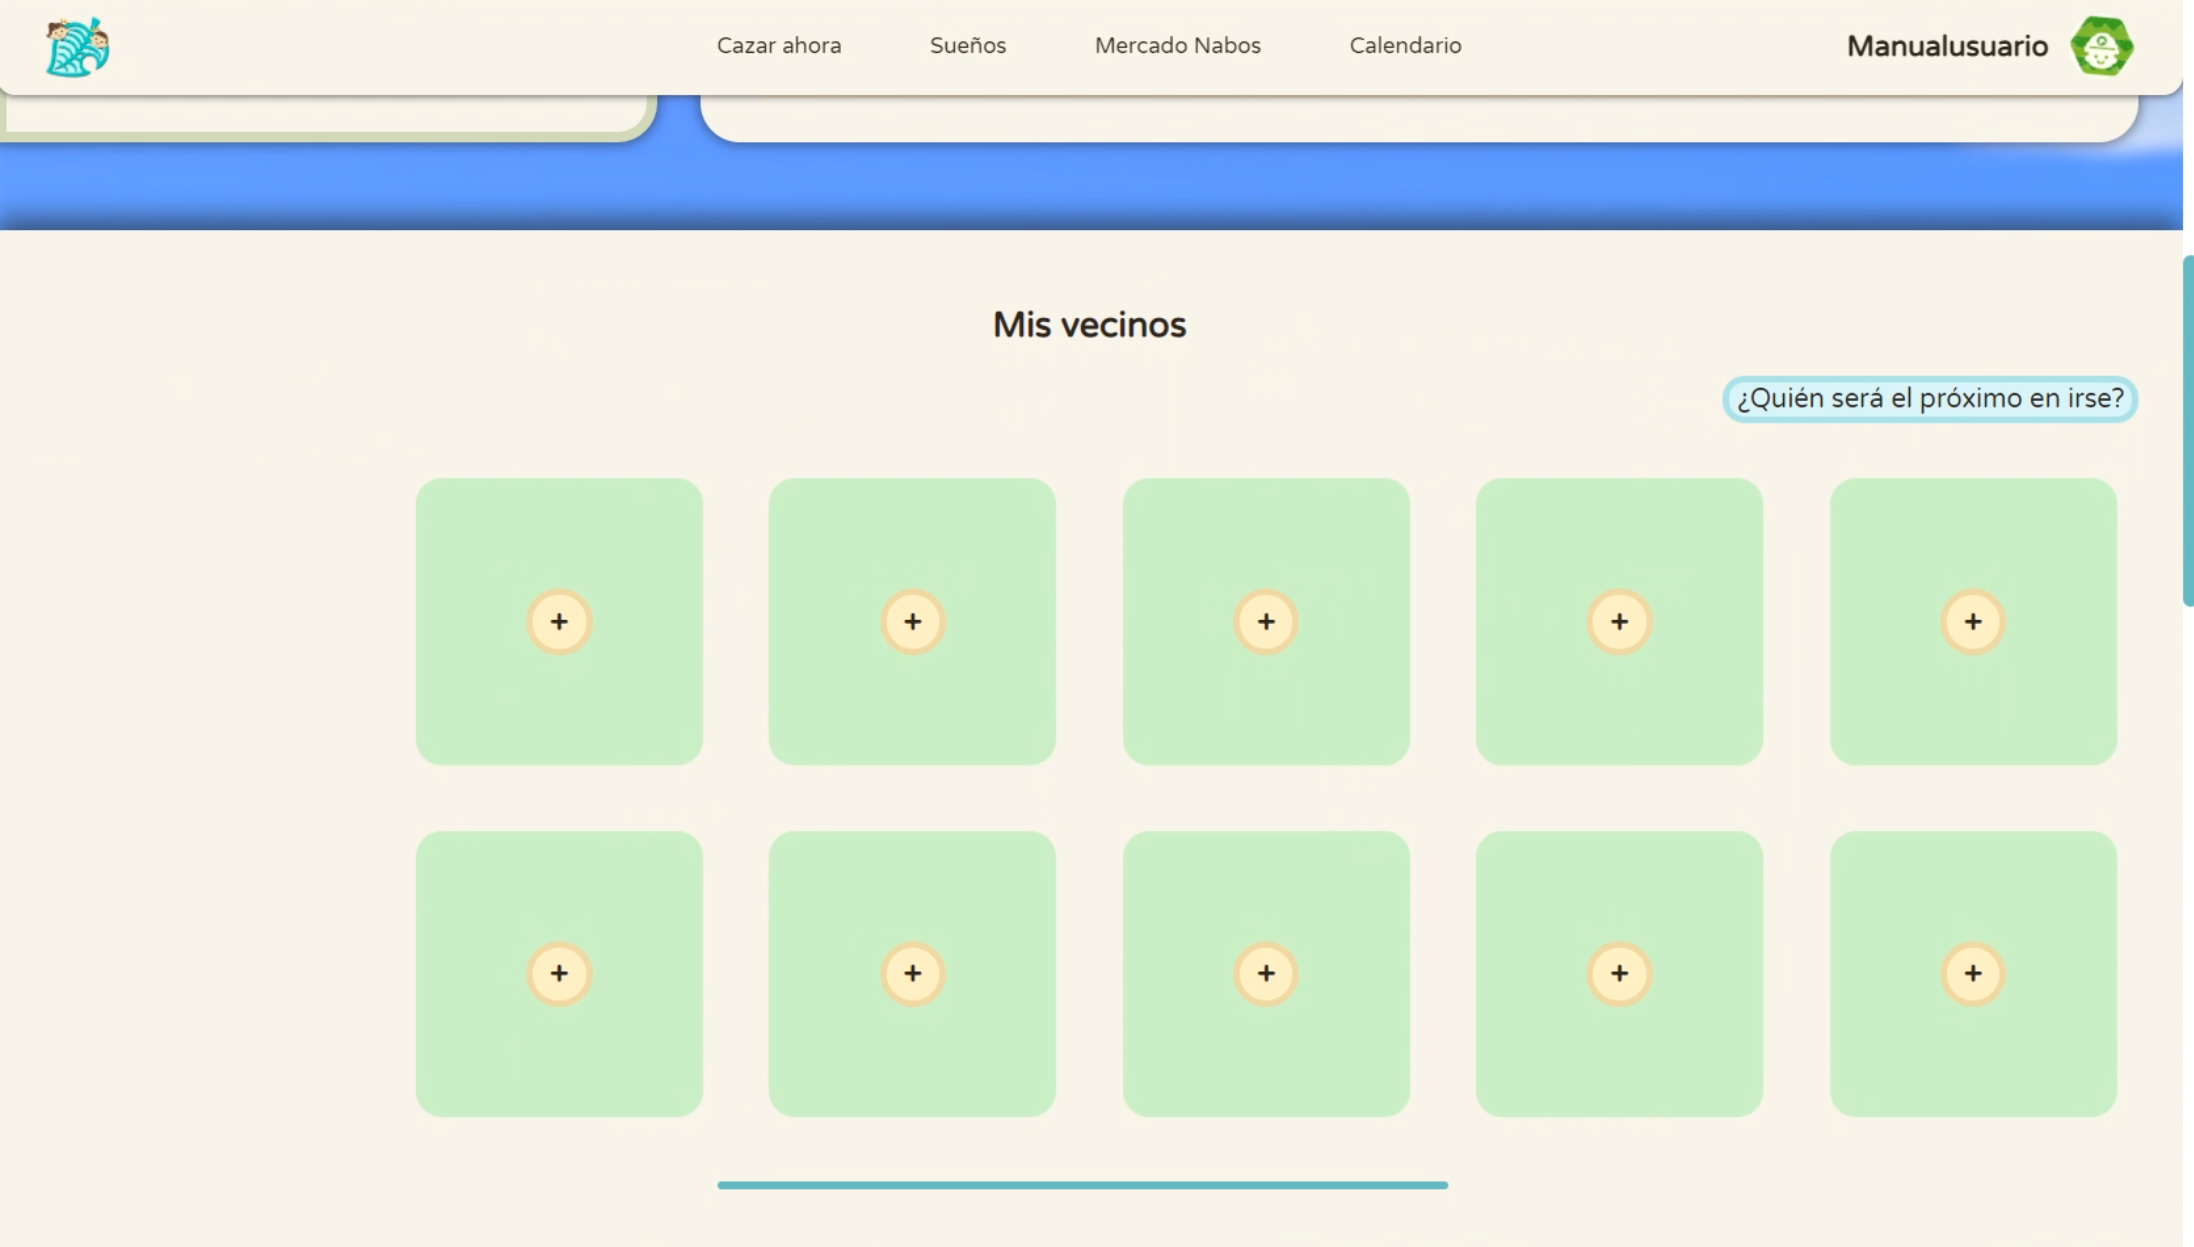 Cazar ahora Sueños Mercado Nabos Calendario Manualusuario
Mis vecinos
¿Quién será el próximo en irse?
+ + + + +
+ + + + +